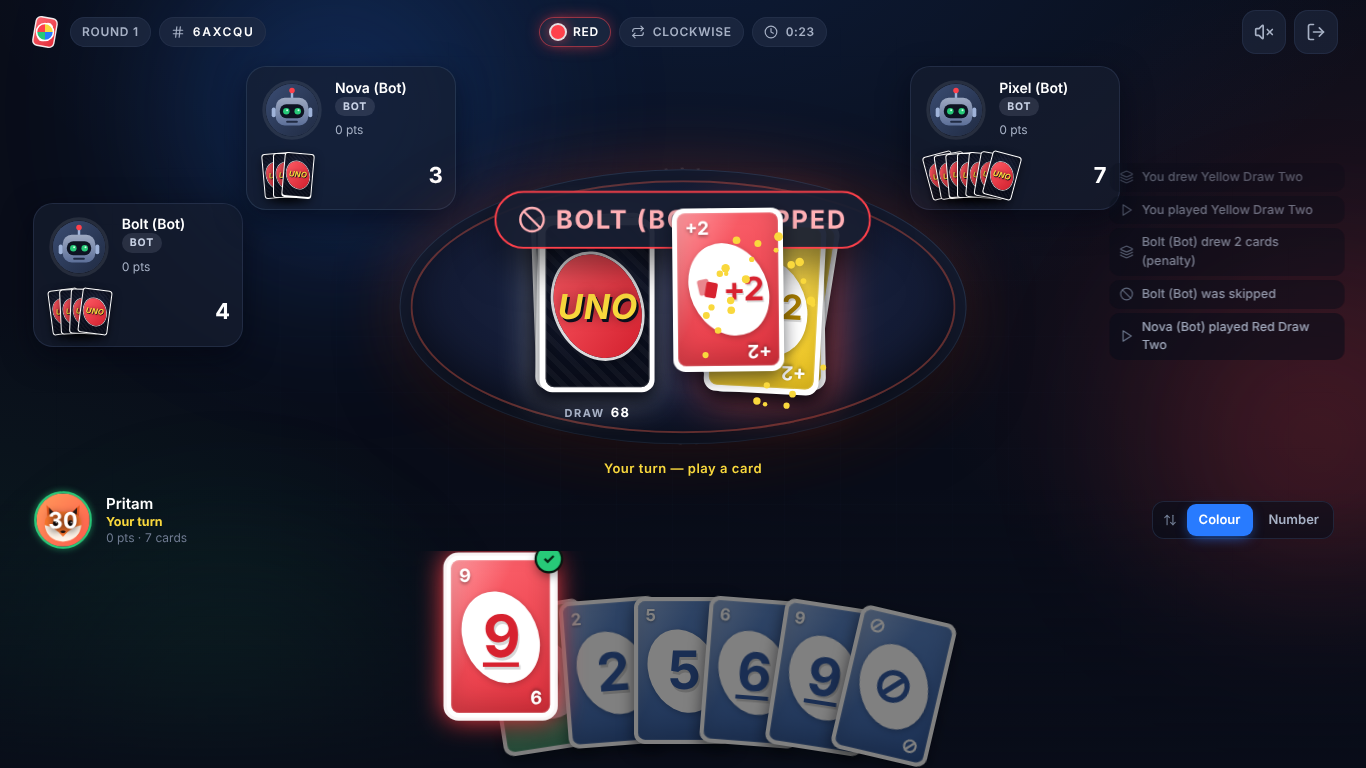 ROUND 1
# 6AXCQU
RED
CLOCKWISE
0:23
Nova (Bot)
BOT
0 pts
3
Pixel (Bot)
BOT
0 pts
7
Bolt (Bot)
BOT
0 pts
4
You drew Yellow Draw Two
You played Yellow Draw Two
Bolt (Bot) drew 2 cards
(penalty)
Bolt (Bot) was skipped
Nova (Bot) played Red Draw
Two
BOLT
UNO
+2
+2
+2
2
+2
DRAW 68
Your turn — play a card
30
Pritam
Your turn
0 pts · 7 cards
Colour
Number
9
9
9
2
2
5
5
6
6
9
9